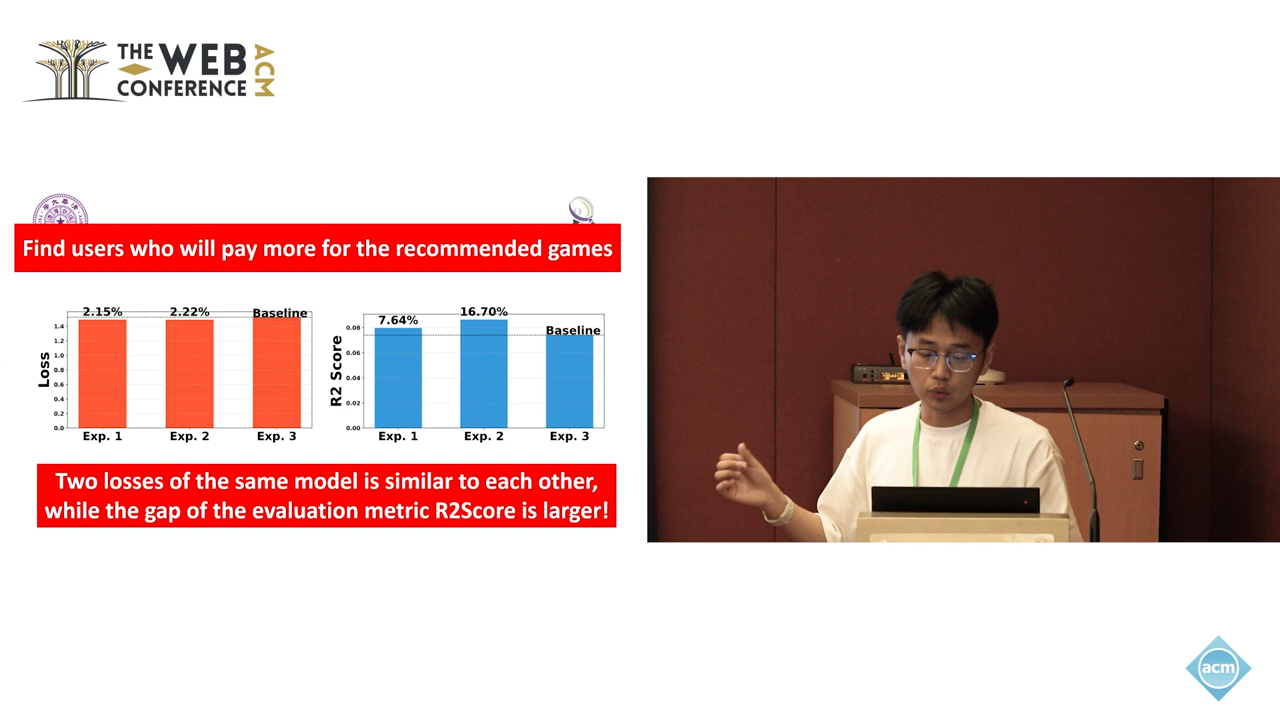 THE WEB
CONFERENCE
ACM
Find users who will pay more for the recommended games
2.15%
2.22%
Baseline
Loss
1.4
1.2
1.0
0.8
0.6
0.4
0.2
0.0
Exp. 1
Exp. 2
Exp. 3
7.64%
16.70%
Baseline
R2 Score
0.08
0.06
0.04
0.02
0.00
Exp. 1
Exp. 2
Exp. 3
Two losses of the same model is similar to each other,
while the gap of the evaluation metric R2Score is larger!
acm